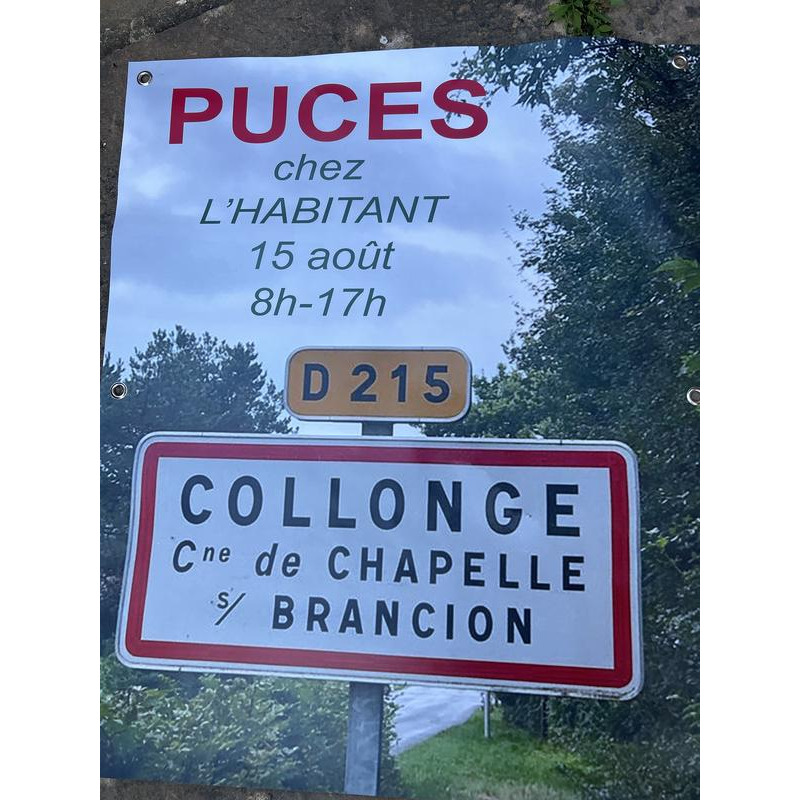 PUCES
chez
L'HABITANT
15 août
8h-17h
D 215
COLLONGE
Cne de CHAPELLE
s/ BRANCION